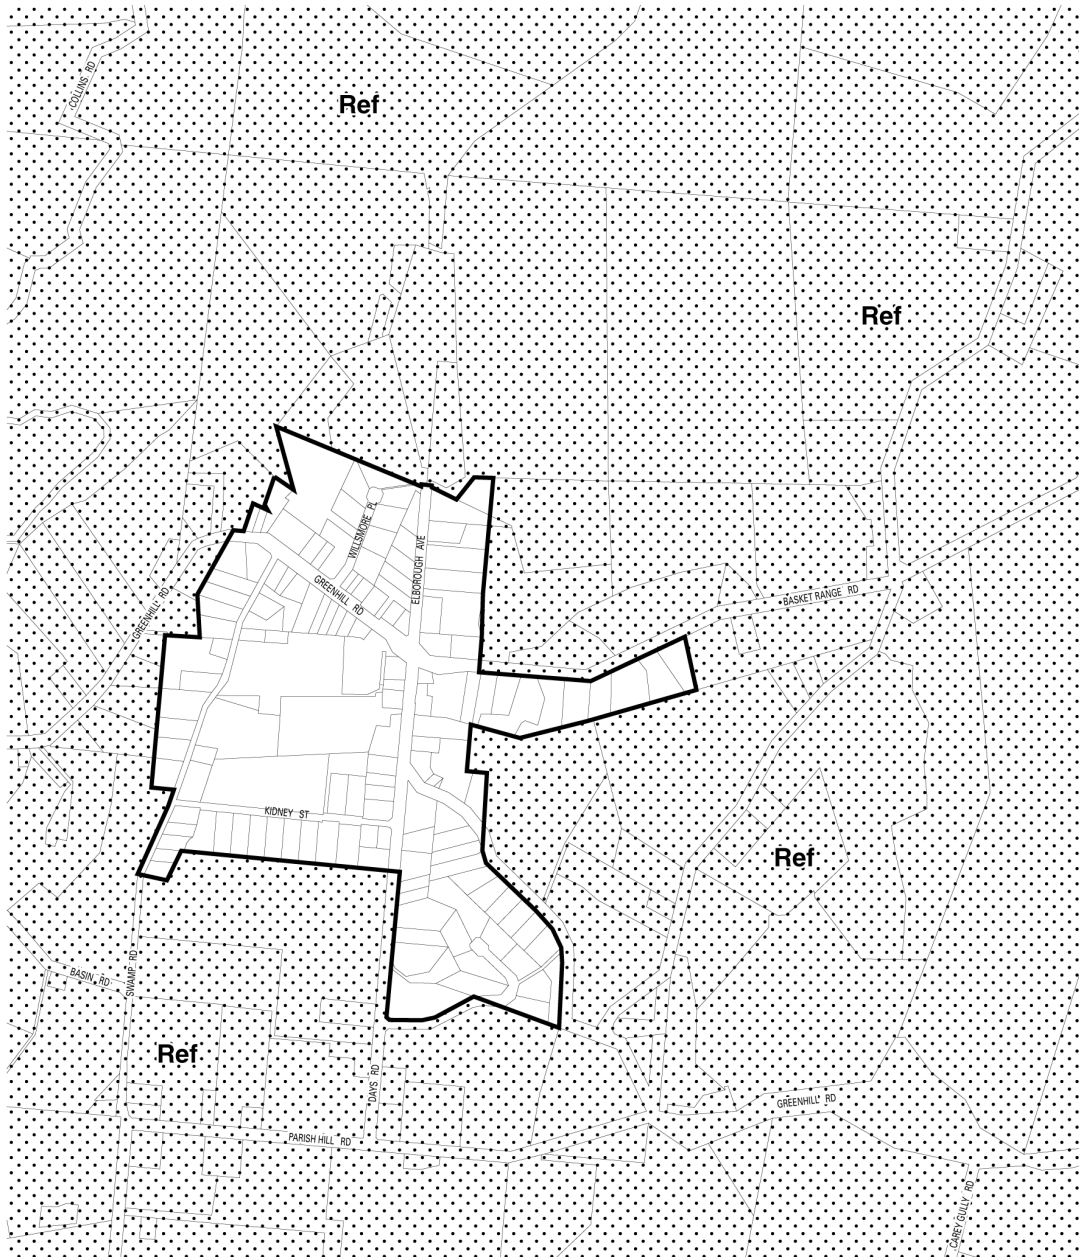 COLLINS RD
Ref
Ref
WILLSMORE PL
ELBOROUGH AVE
GREENHILL RD
GREENHILL RD
BASKET RANGE RD
KIDNEY ST
Ref
BASIN RD
SWAMP RD
Ref
DAYS RD
GREENHILL RD
PARISH HILL RD
CAREY GULLY RD